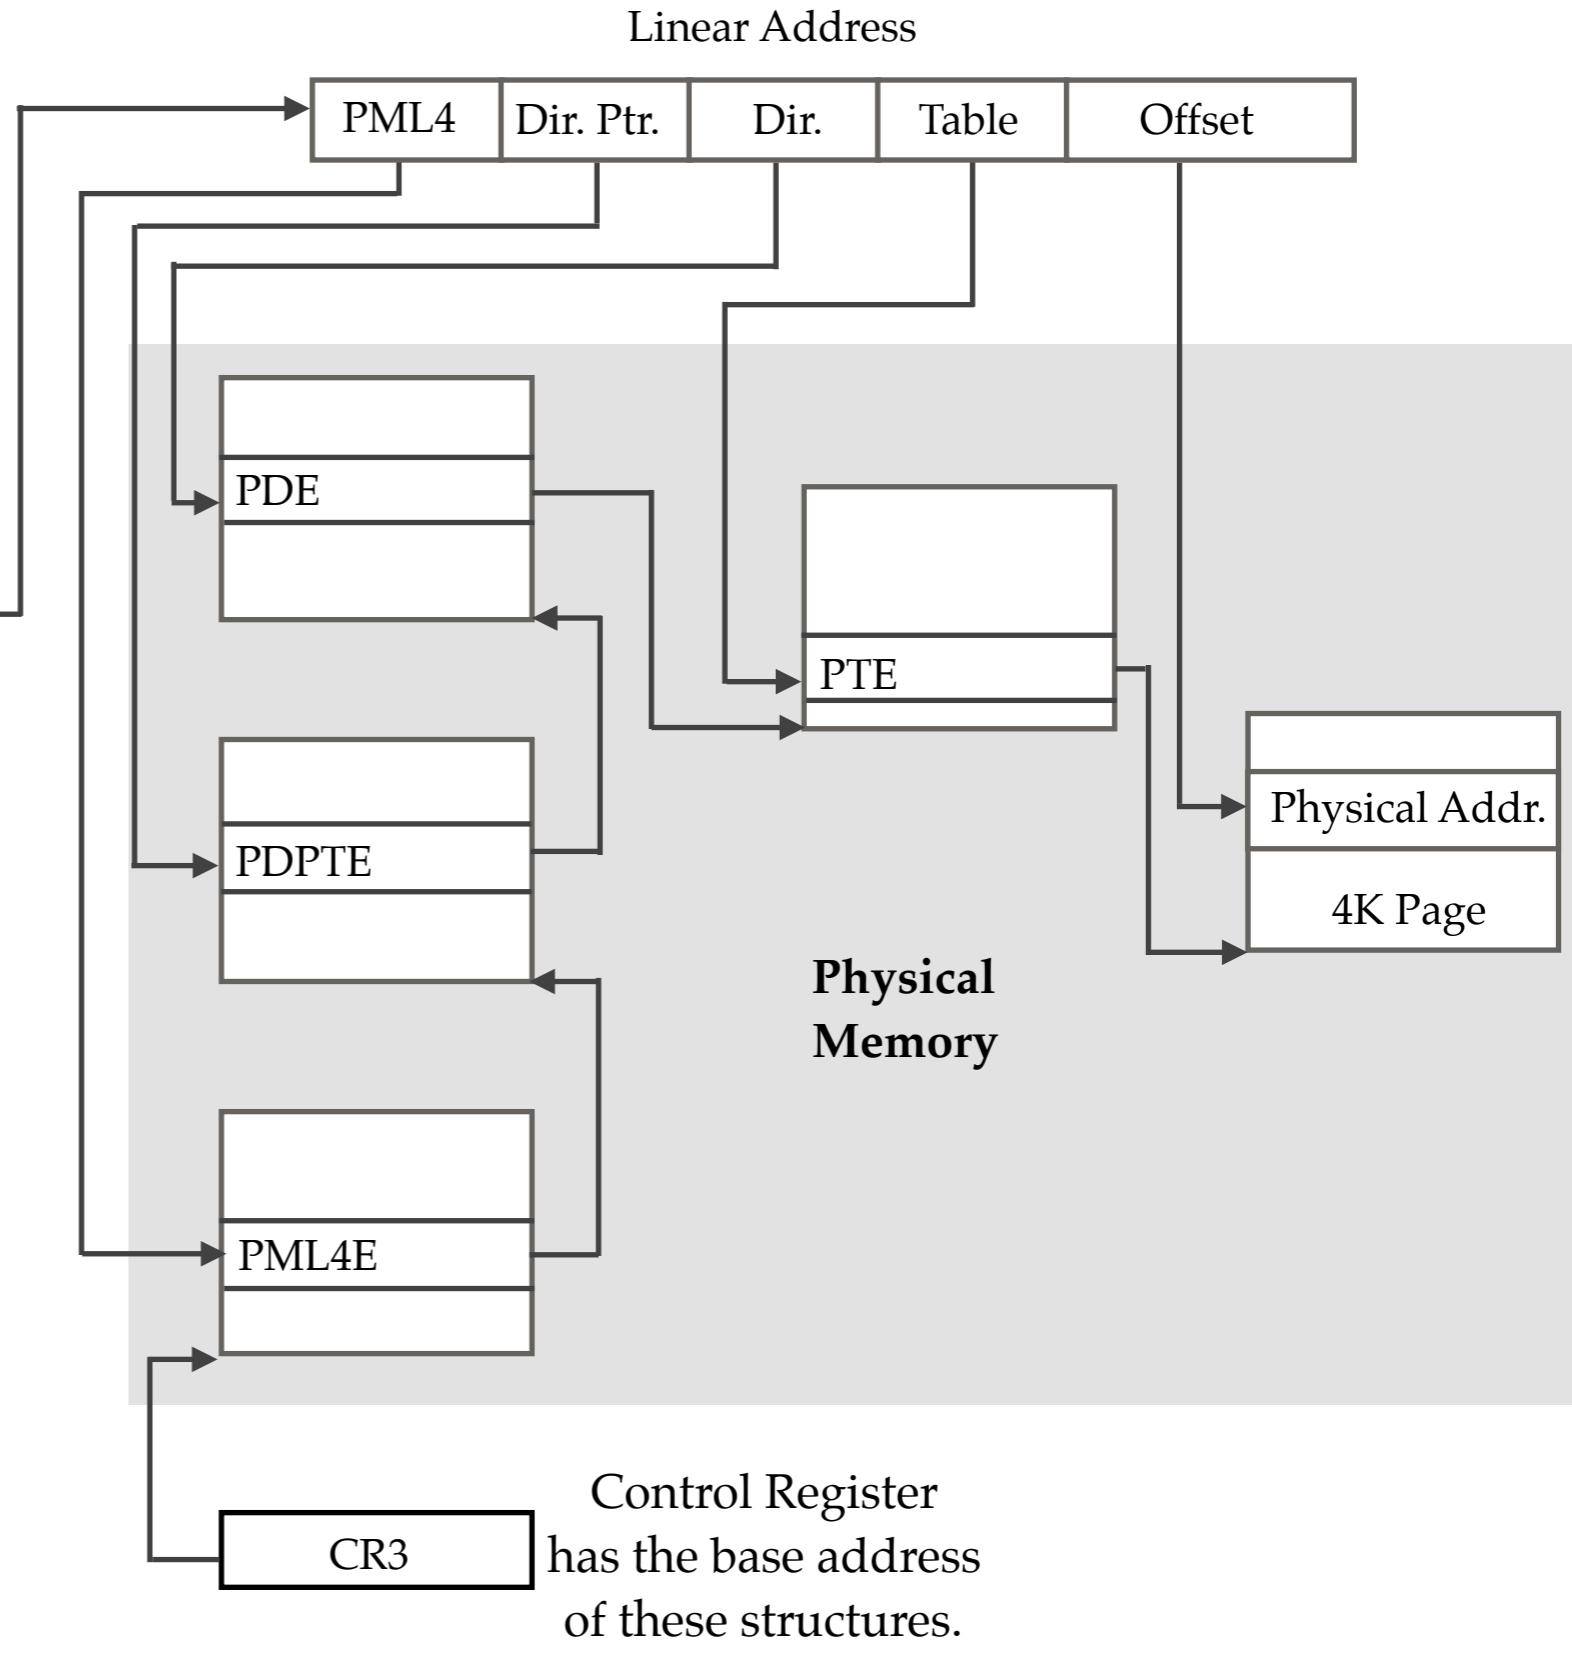 Linear Address
PML4
Dir. Ptr.
Dir.
Table
Offset
PDE
PTE
Physical Addr.
PDPTE
4K Page
Physical
Memory
PML4E
Control Register
CR3
has the base address
of these structures.